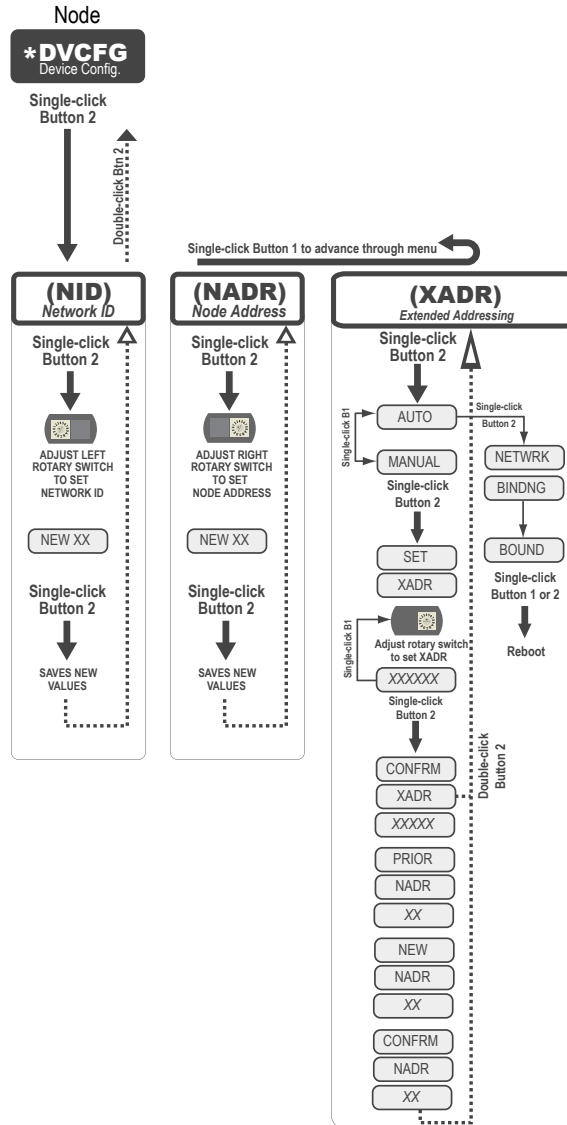 Node
*DVCFG
Device Config.
Single-click
Button 2
Double-click Btn 2
Single-click Button 1 to advance through menu
(NID)
Network ID
Single-click
Button 2
ADJUST LEFT
ROTARY SWITCH
TO SET
NETWORK ID
NEW XX
Single-click
Button 2
SAVES NEW
VALUES
(NADR)
Node Address
Single-click
Button 2
ADJUST RIGHT
ROTARY SWITCH
TO SET
NODE ADDRESS
NEW XX
Single-click
Button 2
SAVES NEW
VALUES
(XADR)
Extended Addressing
Single-click
Button 2
Single-click B1
AUTO
MANUAL
Single-click
Button 2
NETWRK
BINDNG
BOUND
Single-click
Button 1 or 2
Reboot
Single-click
Button 2
SET
XADR
Single-click B1
Adjust rotary switch
to set XADR
XXXXXX
Single-click
Button 2
CONFRM
XADR
XXXXX
Double-click
Button 2
PRIOR
NADR
XX
NEW
NADR
XX
CONFRM
NADR
XX